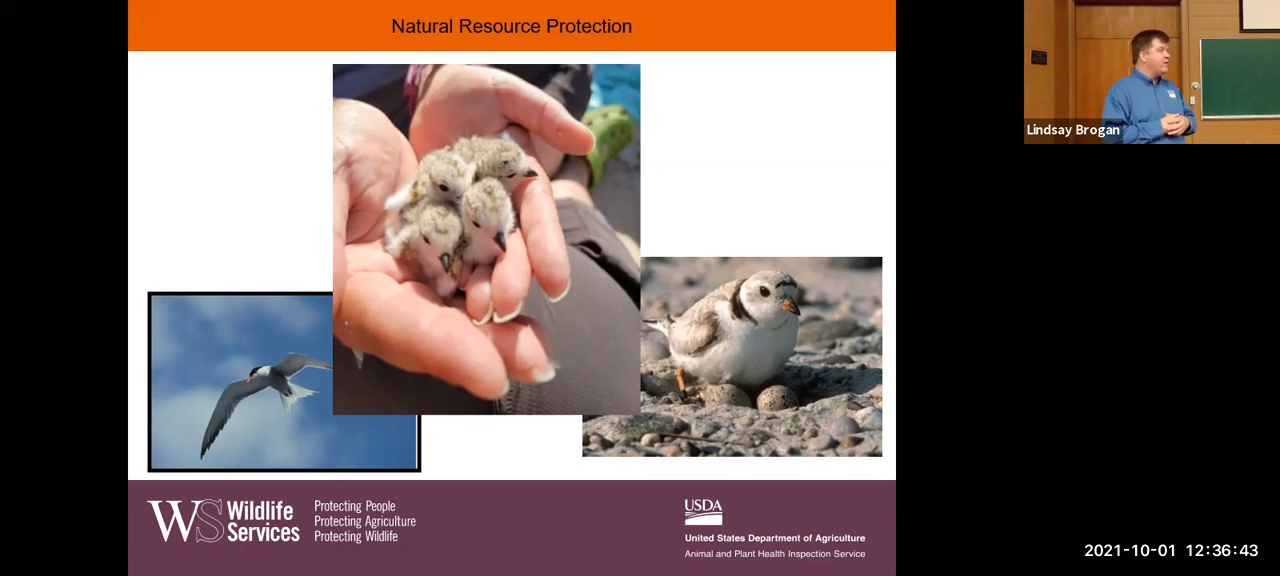 Natural Resource Protection
Lindsay Brogan
WS Wildlife Services
Protecting People
Protecting Agriculture
Protecting Wildlife
USDA
United States Department of Agriculture
Animal and Plant Health Inspection Service
2021-10-01 12:36:43